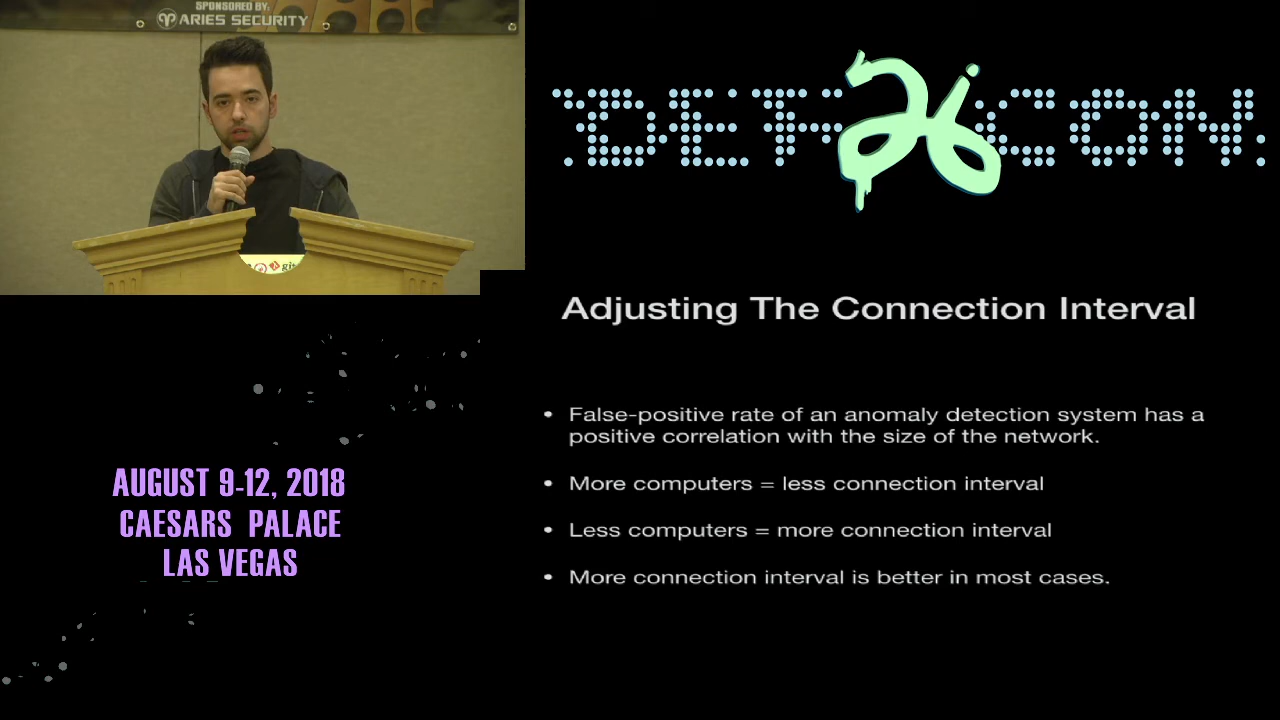 SPONSORED BY:
ARIES SECURITY
DEF CON
26
Adjusting The Connection Interval
• False-positive rate of an anomaly detection system has a
positive correlation with the size of the network.
• More computers = less connection interval
• Less computers = more connection interval
• More connection interval is better in most cases.
AUGUST 9-12, 2018
CAESARS PALACE
LAS VEGAS